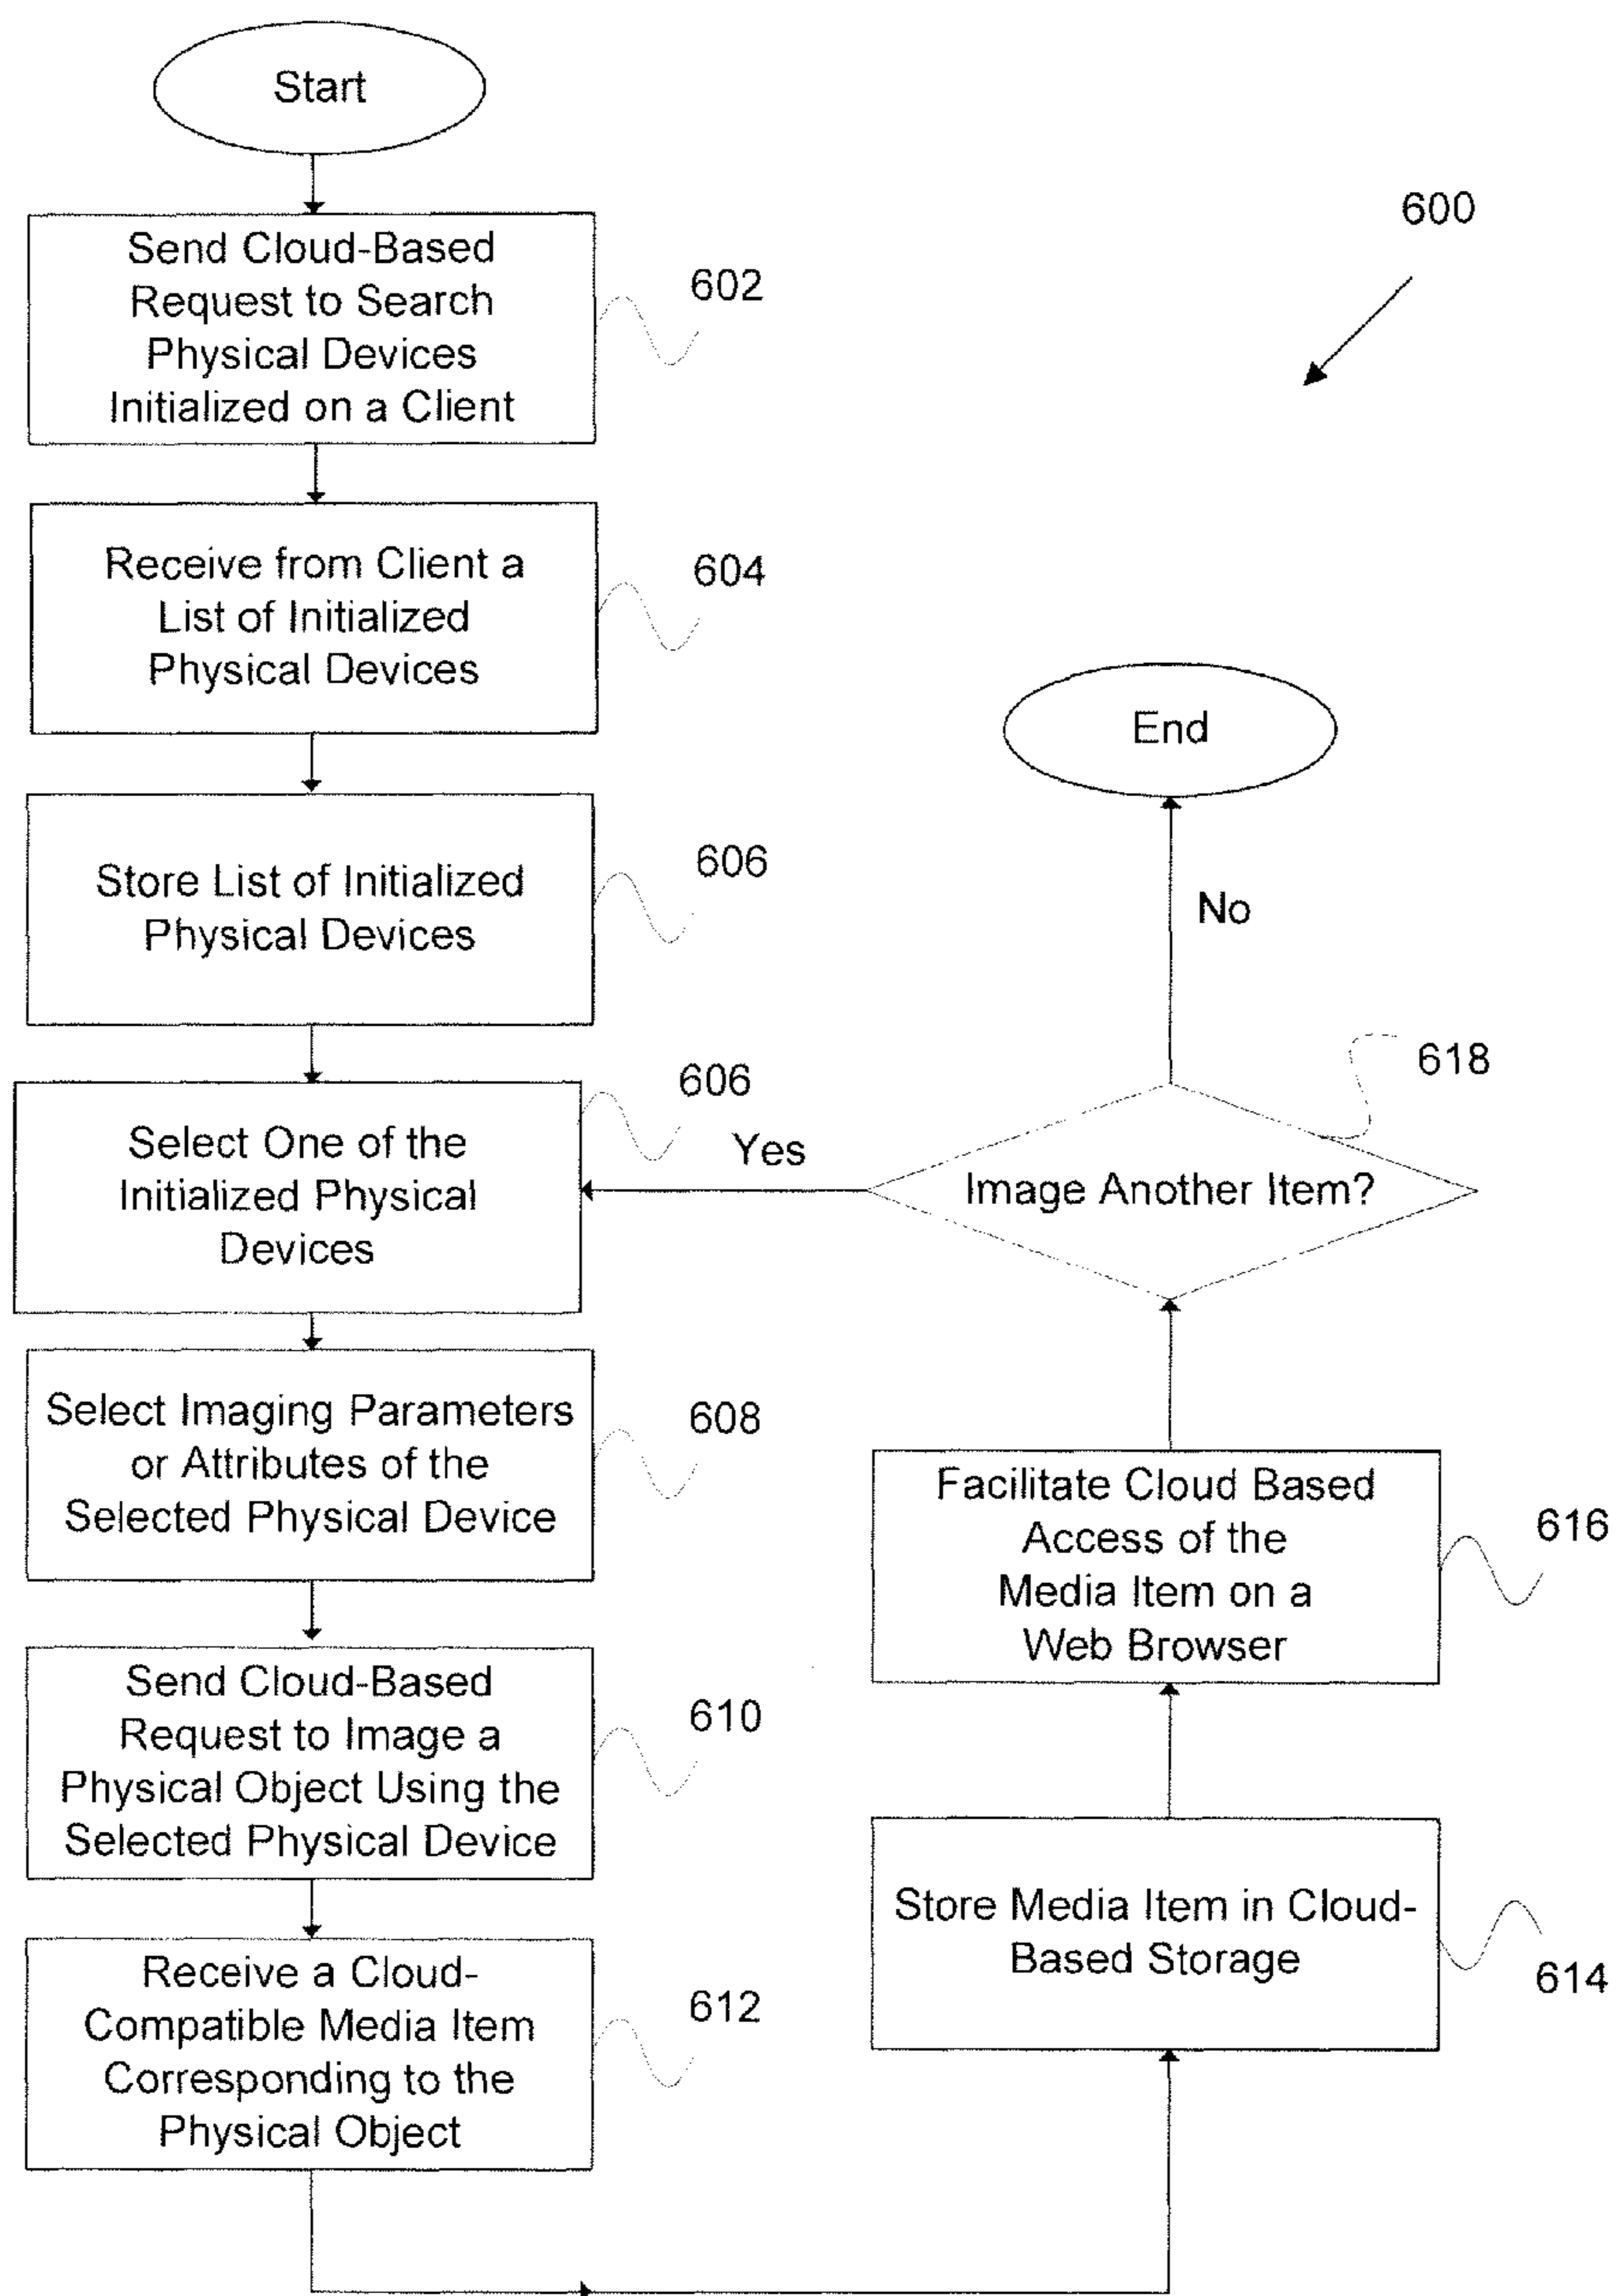 Start
600
Send Cloud-Based
Request to Search
Physical Devices
Initialized on a Client
602
Receive from Client a
List of Initialized
Physical Devices
604
Store List of Initialized
Physical Devices
606
Select One of the
Initialized Physical
Devices
606
Select Imaging Parameters
or Attributes of the
Selected Physical Device
608
Send Cloud-Based
Request to Image a
Physical Object Using the
Selected Physical Device
610
Receive a Cloud-
Compatible Media Item
Corresponding to the
Physical Object
612
Store Media Item in Cloud-
Based Storage
614
Facilitate Cloud Based
Access of the
Media Item on a
Web Browser
616
Image Another Item?
618
Yes
No
End